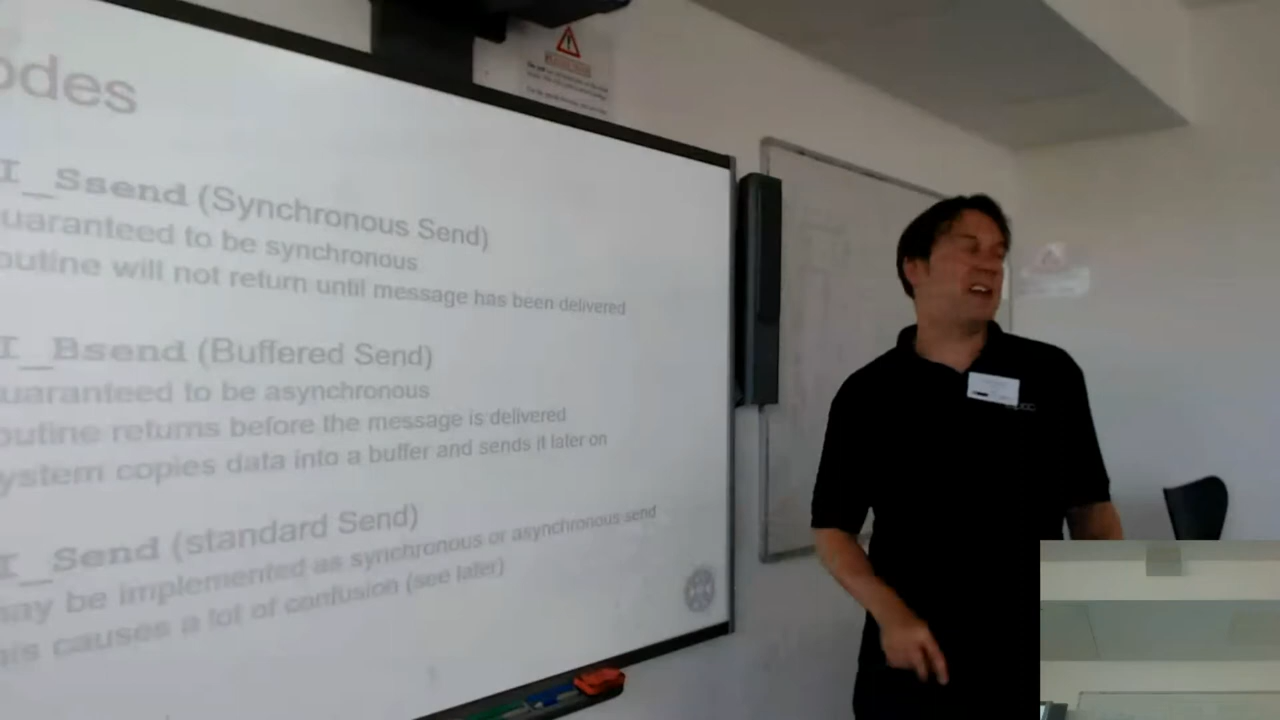 odes
I_Ssend (Synchronous Send)
uaranteed to be synchronous
outine will not return until message has been delivered
I_Bsend (Buffered Send)
uaranteed to be asynchronous
outine returns before the message is delivered
ystem copies data into a buffer and sends it later on
I_Send (standard Send)
may be implemented as synchronous or asynchronous send
his causes a lot of confusion (see later)